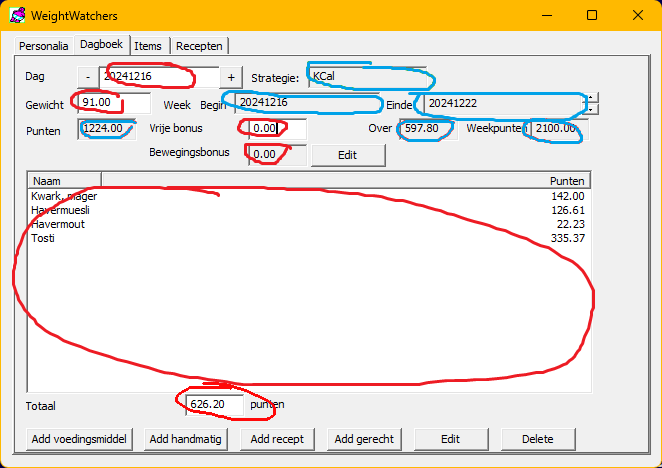 WeightWatchers
Personalia Dagboek Items Recepten
Dag - 20241216 + Strategie: KCal
Gewicht 91.00 Week Begin 20241216 Einde 20241222
Punten 1224.00 Vrije bonus 0.00 Over 597.80 Weekpunten 2100.00
Bewegingsbonus 0.00 Edit
Naam Punten
Kwark, mager 142.00
Havermuesli 126.61
Havermout 22.23
Tosti 335.37
Totaal 626.20 punten
Add voedingsmiddel Add handmatig Add recept Add gerecht Edit Delete